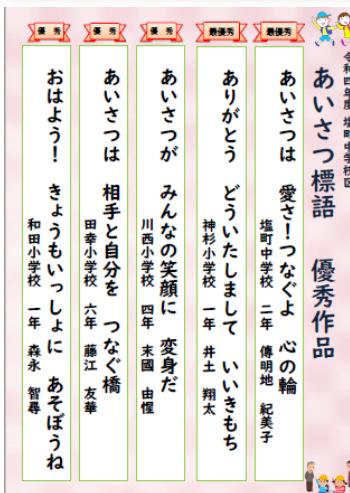 令和四年度 塩町中学校区
あいさつ標語 優秀作品
最優秀
あいさつは 愛さ!つなぐよ 心の輪
塩町中学校 二年 傳明地 紀美子
最優秀
ありがとう どういたしまして いいきもち
神杉小学校 一年 井土 翔太
優秀
あいさつが みんなの笑顔に 変身だ
川西小学校 四年 末國 由惺
優秀
あいさつは 相手と自分を つなぐ橋
田幸小学校 六年 藤江 友華
優秀
おはよう! きょうもいっしょに あそぼうね
和田小学校 一年 森永 智尋